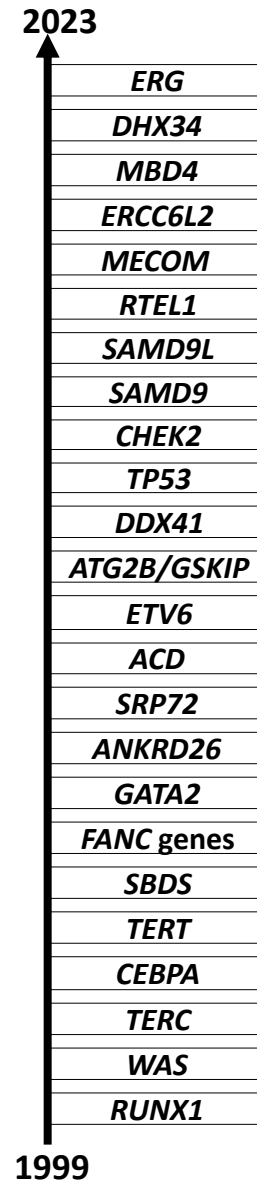 2023
ERG
DHX34
MBD4
ERCC6L2
MECOM
RTEL1
SAMD9L
SAMD9
CHEK2
TP53
DDX41
ATG2B/GSKIP
ETV6
ACD
SRP72
ANKRD26
GATA2
FANC genes
SBDS
TERT
CEBPA
TERC
WAS
RUNX1
1999